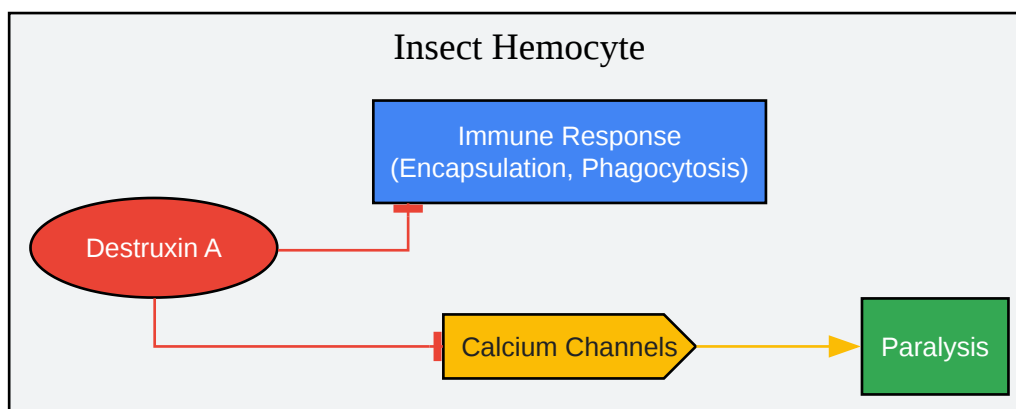 Insect Hemocyte
Immune Response
(Encapsulation, Phagocytosis)
Destruxin A
Calcium Channels
Paralysis